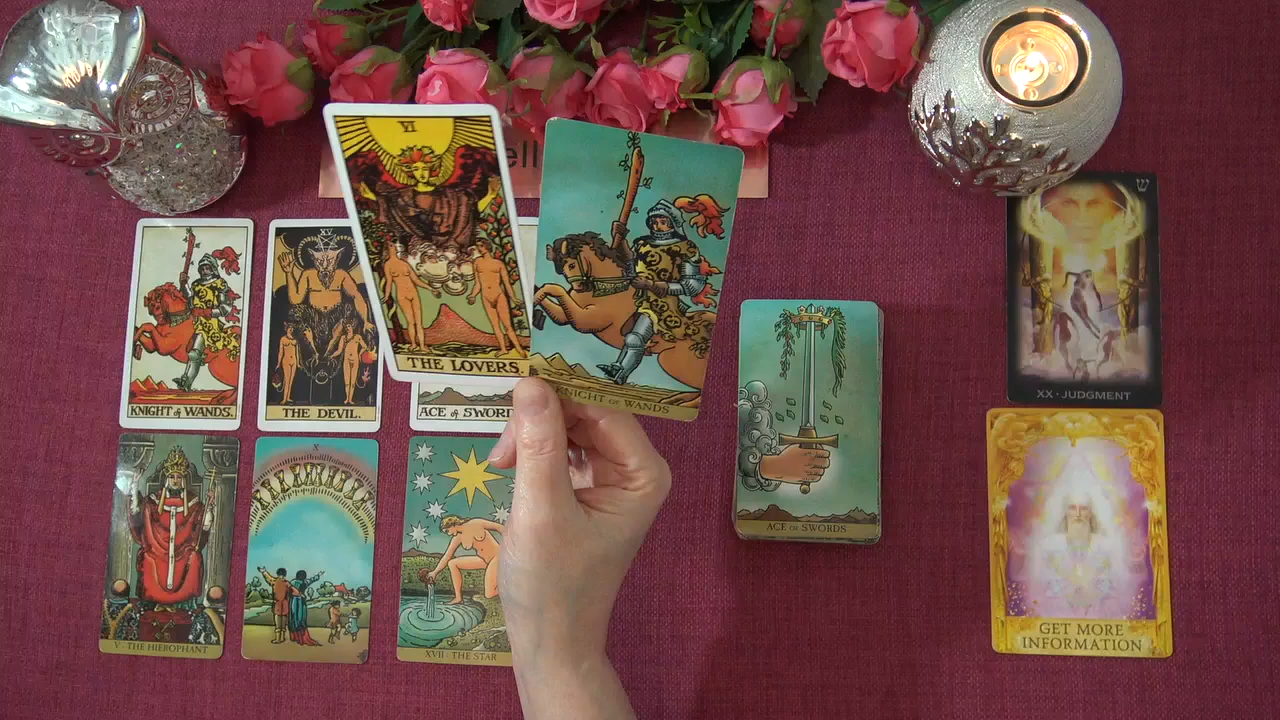 ell
VI
THE LOVERS.
KNIGHT of WANDS
XV
KNIGHT of WANDS.
THE DEVIL.
ACE of SWORD
V · THE HIEROPHANT
X
XVII · THE STAR
ACE OF SWORDS
ש
XX · JUDGMENT
GET MORE
INFORMATION